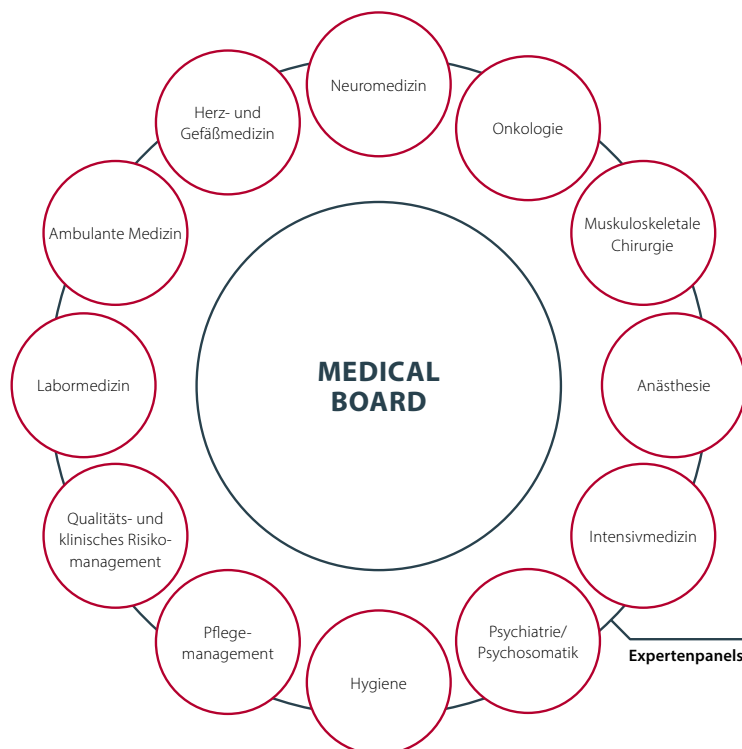 Neuromedizin
Onkologie
Muskuloskeletale
Chirurgie
Anästhesie
Intensivmedizin
Psychiatrie/
Psychosomatik
Hygiene
Pflege-
management
Qualitäts- und
klinisches Risiko-
management
Labormedizin
Ambulante Medizin
Herz- und
Gefäßmedizin
MEDICAL
BOARD
Expertenpanels